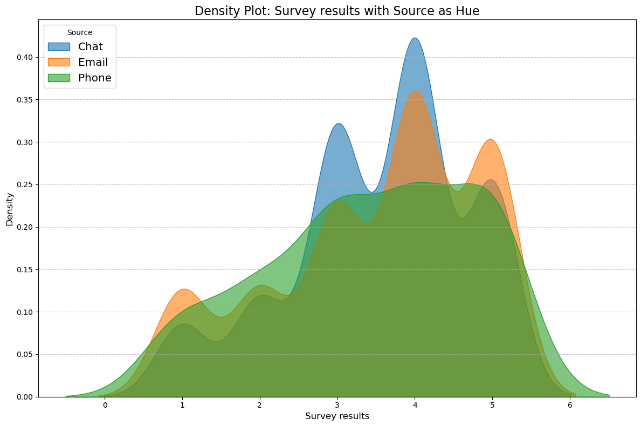 Density Plot: Survey results with Source as Hue
Source
Chat
Email
Phone
0.40
0.35
0.30
0.25
0.20
0.15
0.10
0.05
0.00
Density
0 1 2 3 4 5 6
Survey results